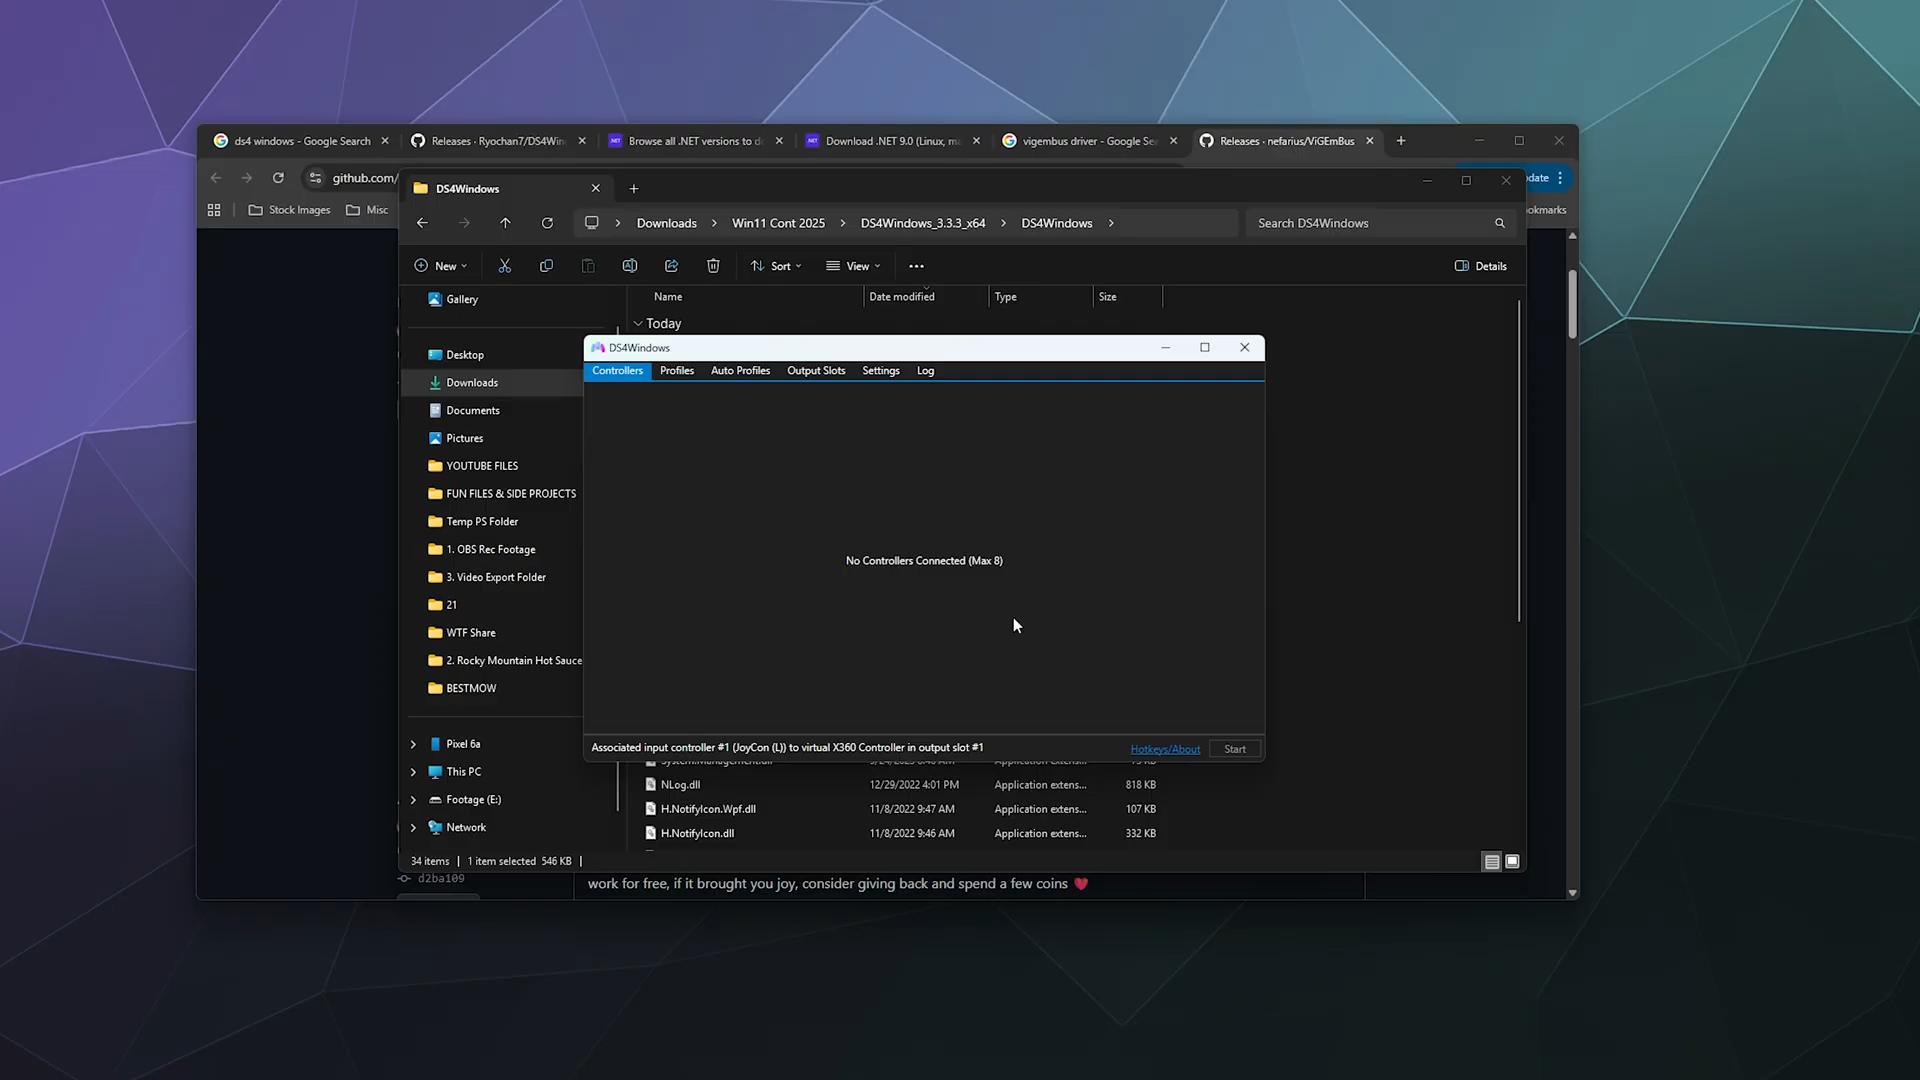 ds4 windows - Google Search
Releases · Ryochan7/DS4Win
Browse all .NET versions to d
Download .NET 9.0 (Linux, ma
vigembus driver - Google Se
Releases · nefarius/ViGEmBus
github.com/
date
Stock Images
Misc
okmarks
DS4Windows
Downloads
Win11 Cont 2025
DS4Windows_3.3.3_x64
DS4Windows
Search DS4Windows
New
Sort
View
Details
Name
Date modified
Type
Size
Today
Gallery
Desktop
Downloads
Documents
Pictures
YOUTUBE FILES
FUN FILES & SIDE PROJECTS
Temp PS Folder
1. OBS Rec Footage
3. Video Export Folder
21
WTF Share
2. Rocky Mountain Hot Sauce
BESTMOW
Pixel 6a
This PC
Footage (E:)
Network
DS4Windows
Controllers
Profiles
Auto Profiles
Output Slots
Settings
Log
No Controllers Connected (Max 8)
Associated input controller #1 (JoyCon (L)) to virtual X360 Controller in output slot #1
Hotkeys/About
Start
NLog.dll 12/29/2022 4:01 PM Application extens... 818 KB
H.NotifyIcon.Wpf.dll 11/8/2022 9:47 AM Application extens... 107 KB
H.NotifyIcon.dll 11/8/2022 9:46 AM Application extens... 332 KB
34 items
1 item selected 546 KB
d2ba109
work for free, if it brought you joy, consider giving back and spend a few coins ❤️